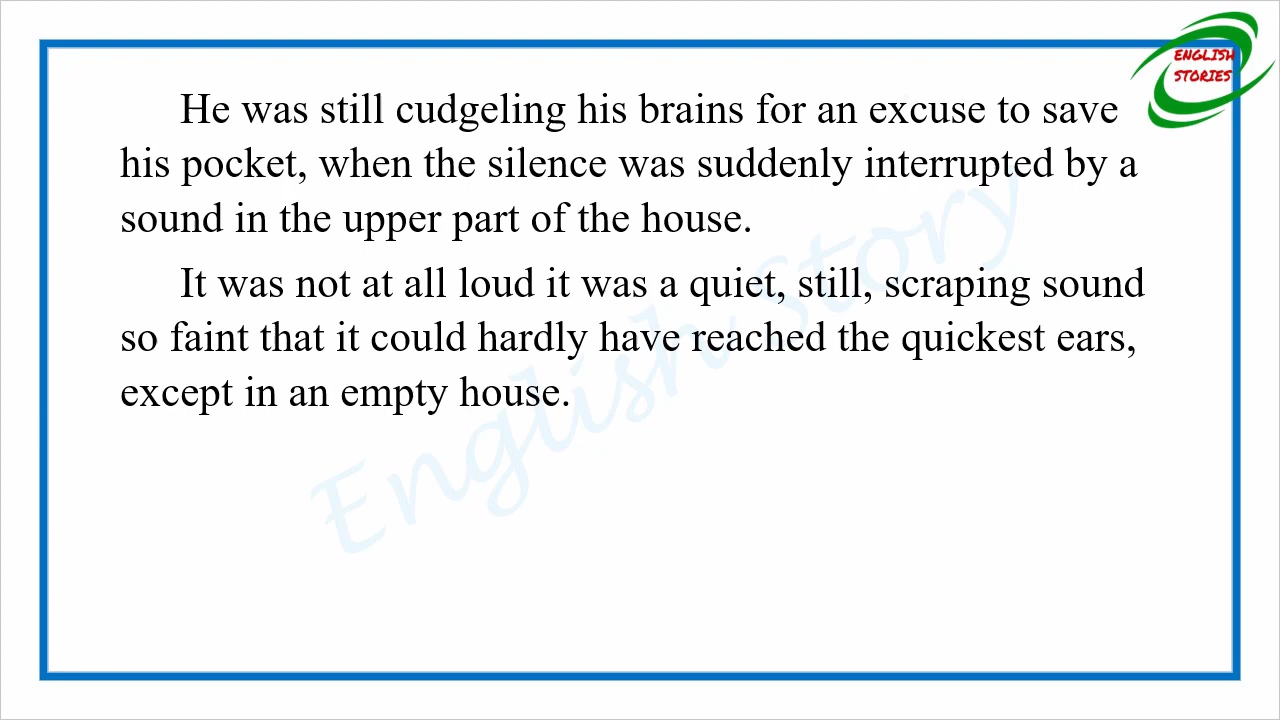 ENGLISH
STORIES
He was still cudgeling his brains for an excuse to save
his pocket, when the silence was suddenly interrupted by a
sound in the upper part of the house.
It was not at all loud it was a quiet, still, scraping sound
so faint that it could hardly have reached the quickest ears,
except in an empty house.
English Story